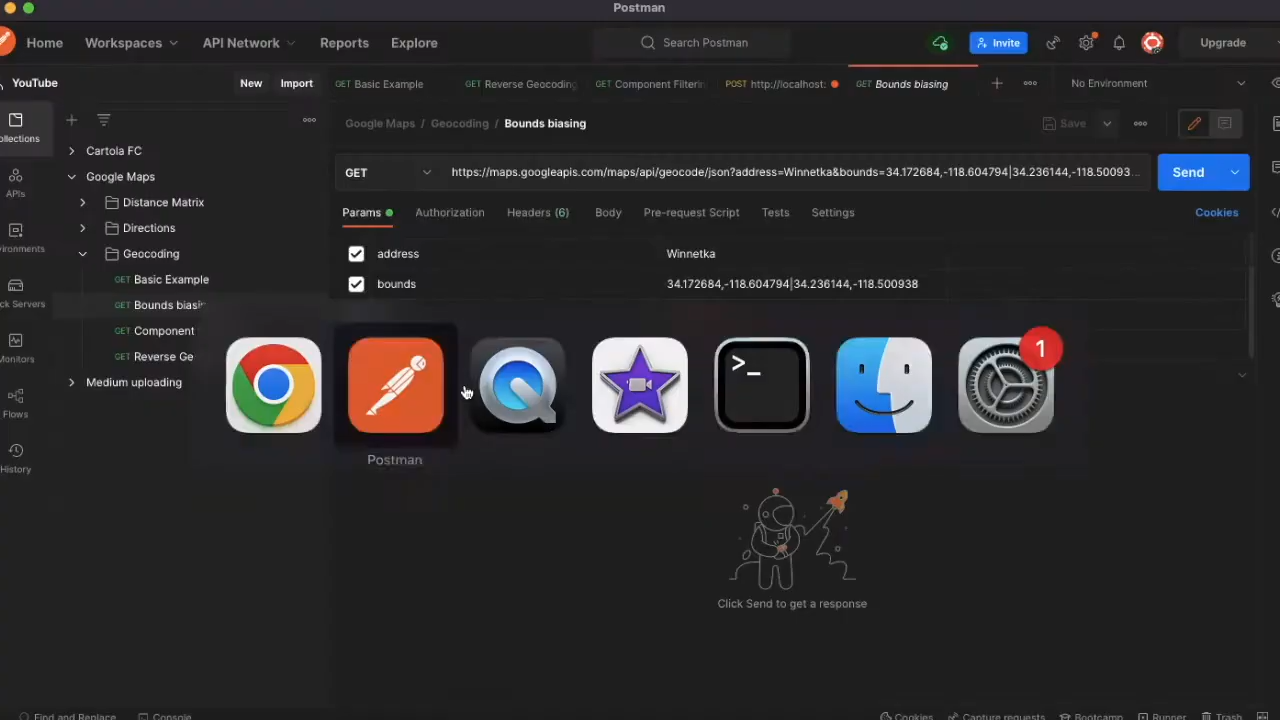 Postman
Home Workspaces API Network Reports Explore Search Postman Invite Upgrade
YouTube New Import GET Basic Example GET Reverse Geocoding GET Component Filterin POST http://localhost: GET Bounds biasing No Environment
ollections Google Maps / Geocoding / Bounds biasing Save
Cartola FC
Google Maps GET https://maps.googleapis.com/maps/api/geocode/json?address=Winnetka&bounds=34.172684,-118.604794|34.236144,-118.50093... Send
APIs
Distance Matrix Params Authorization Headers (6) Body Pre-request Script Tests Settings Cookies
Directions
vironments Geocoding address Winnetka
GET Basic Example bounds 34.172684,-118.604794|34.236144,-118.500938
ck Servers GET Bounds biasin
GET Component
Monitors GET Reverse Ge 1
Medium uploading
Flows
Postman
History
Click Send to get a response
Find and Replace Console Cookies Capture requests Bootcamp Runner Trash